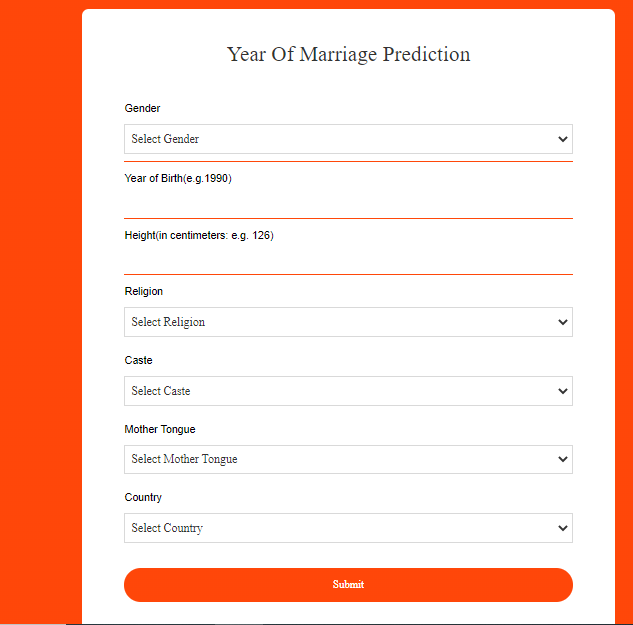 Year Of Marriage Prediction
Gender
Select Gender
Year of Birth(e.g.1990)
Height(in centimeters: e.g. 126)
Religion
Select Religion
Caste
Select Caste
Mother Tongue
Select Mother Tongue
Country
Select Country
Submit